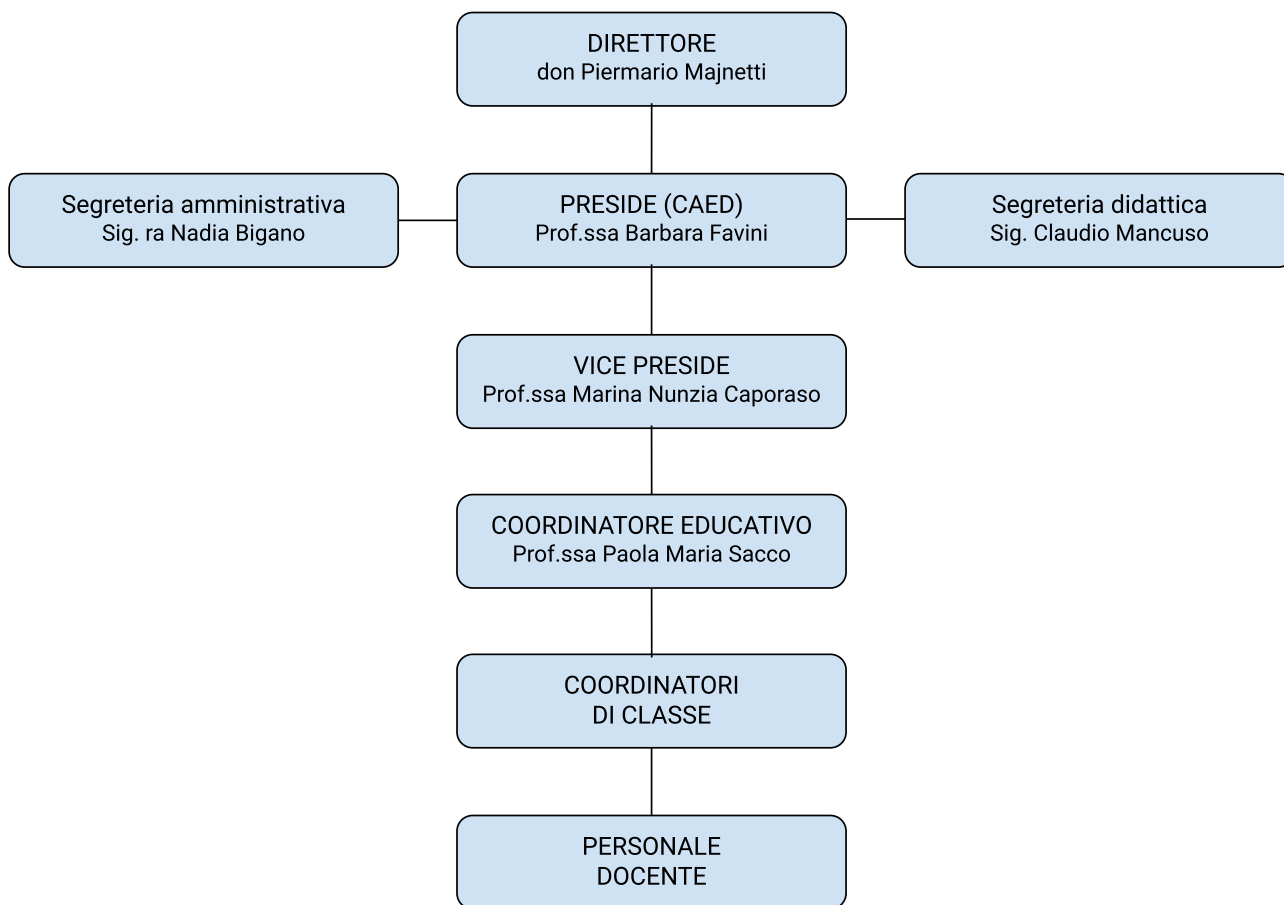 DIRETTORE
don Piermario Majnetti
Segreteria amministrativa
Sig. ra Nadia Bigano
PRESIDE (CAED)
Prof.ssa Barbara Favini
Segreteria didattica
Sig. Claudio Mancuso
VICE PRESIDE
Prof.ssa Marina Nunzia Caporaso
COORDINATORE EDUCATIVO
Prof.ssa Paola Maria Sacco
COORDINATORI
DI CLASSE
PERSONALE
DOCENTE